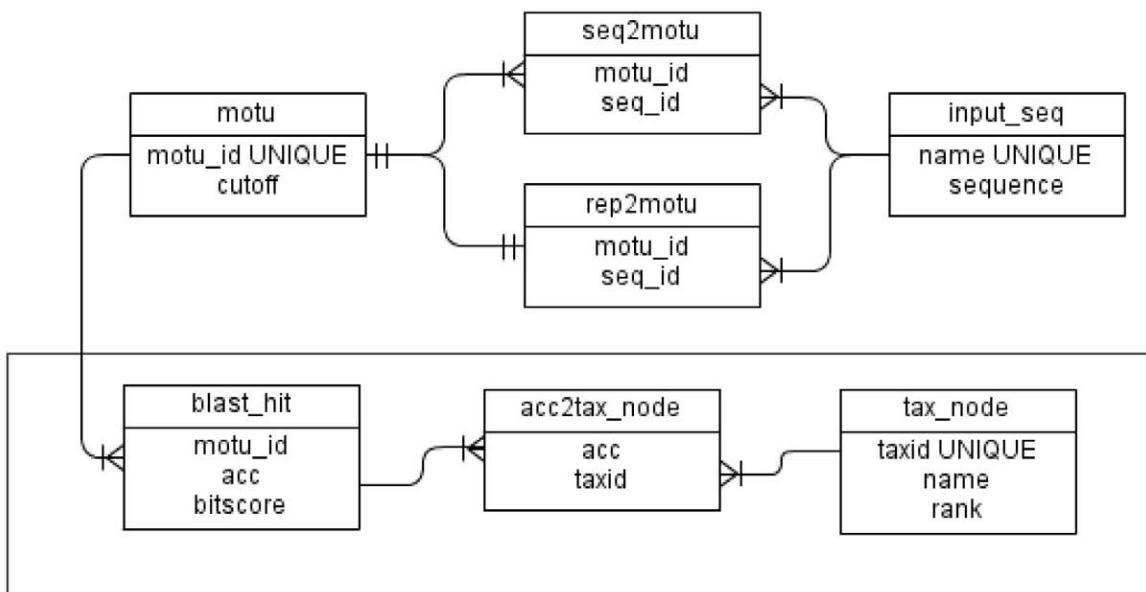 seq2motu
motu_id
seq_id
motu
motu_id UNIQUE
cutoff
input_seq
name UNIQUE
sequence
rep2motu
motu_id
seq_id
blast_hit
motu_id
acc
bitscore
acc2tax_node
acc
taxid
tax_node
taxid UNIQUE
name
rank